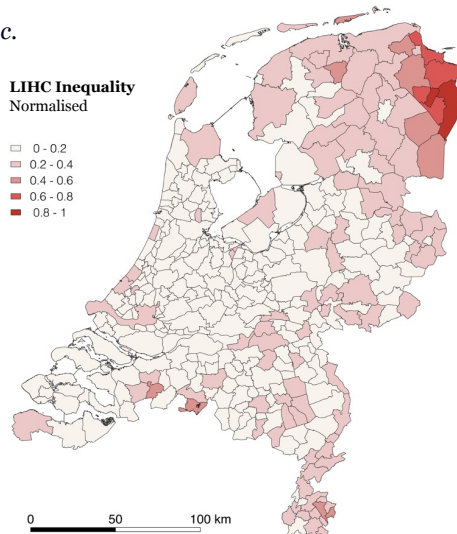 c.
LIHC Inequality
Normalised
0 - 0.2
0.2 - 0.4
0.4 - 0.6
0.6 - 0.8
0.8 - 1
0 50 100 km